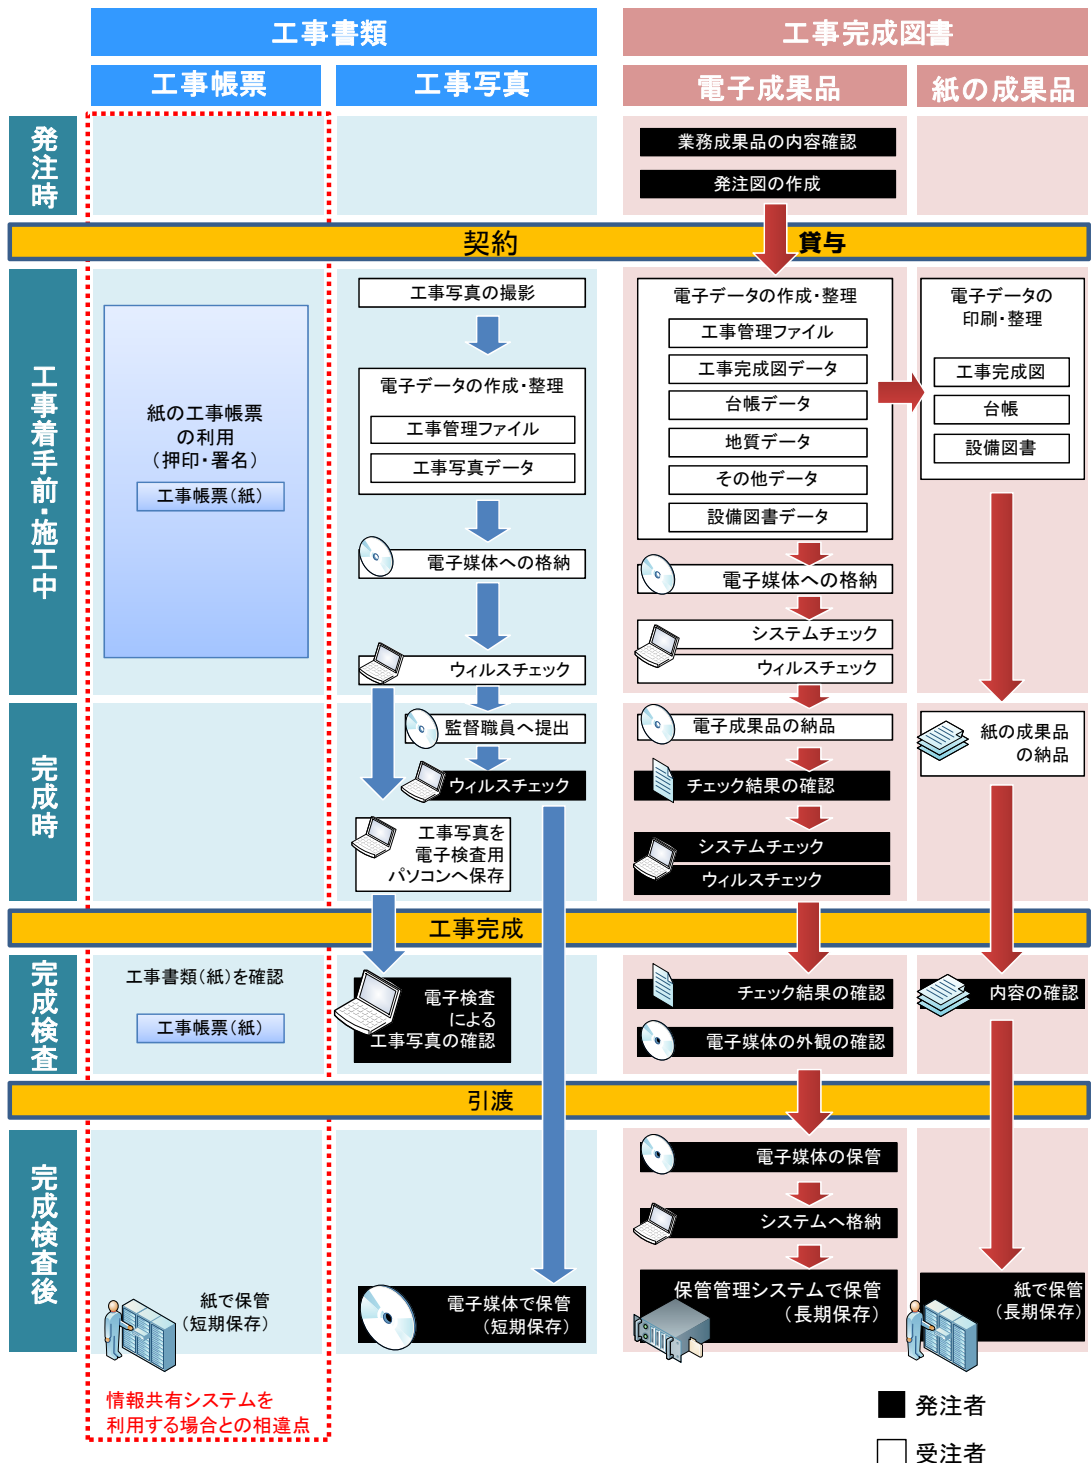 工事書類
工事完成図書
工事帳票
工事写真
電子成果品
紙の成果品
発注時
業務成果品の内容確認
発注図の作成
契約
貸与
工事着手前・施工中
紙の工事帳票
の利用
（押印・署名）
工事帳票（紙）
工事写真の撮影
電子データの作成・整理
工事管理ファイル
工事写真データ
電子媒体への格納
ウィルスチェック
電子データの作成・整理
工事管理ファイル
工事完成図データ
台帳データ
地質データ
その他データ
設備図書データ
電子媒体への格納
システムチェック
ウィルスチェック
電子データの
印刷・整理
工事完成図
台帳
設備図書
完成時
監督職員へ提出
ウィルスチェック
工事写真を
電子検査用
パソコンへ保存
電子成果品の納品
チェック結果の確認
システムチェック
ウィルスチェック
紙の成果品
の納品
工事完成
完成検査
工事書類（紙）を確認
工事帳票（紙）
電子検査
による
工事写真の確認
チェック結果の確認
電子媒体の外観の確認
内容の確認
引渡
完成検査後
紙で保管
（短期保存）
電子媒体で保管
（短期保存）
電子媒体の保管
システムへ格納
保管管理システムで保管
（長期保存）
紙で保管
（長期保存）
情報共有システムを
利用する場合との相違点
発注者
受注者